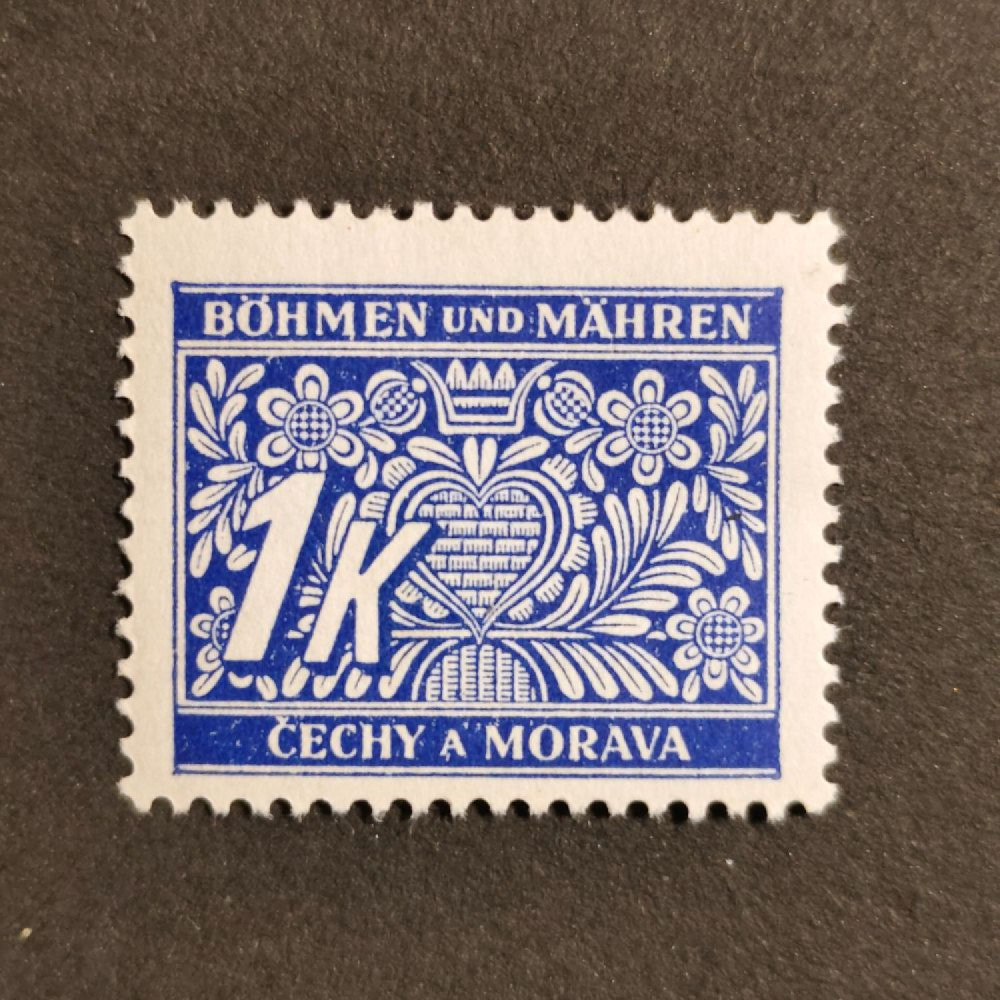 BÖHMEN UND MÄHREN
1K
ČECHY A MORAVA